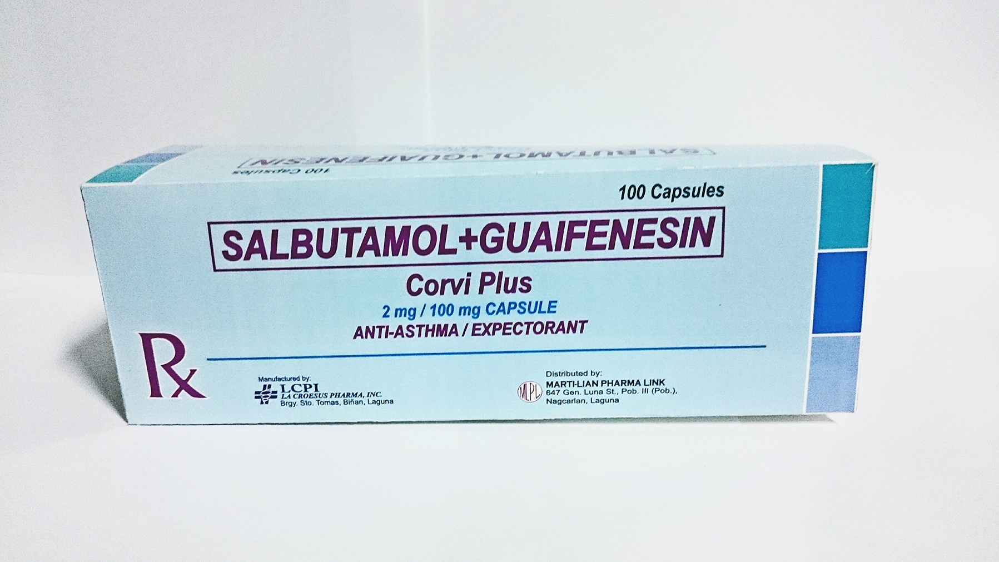 SALBUTAMOL+GUAIFENESIN
100 Capsules
100 Capsules
SALBUTAMOL+GUAIFENESIN
Corvi Plus
2 mg / 100 mg CAPSULE
ANTI-ASTHMA / EXPECTORANT
Rx
Manufactured by:
LCPI
LA CROESUS PHARMA, INC.
Brgy. Sto. Tomas, Biñan, Laguna
Distributed by:
MLPL
MARTI-LIAN PHARMA LINK
647 Gen. Luna St., Pob. III (Pob.),
Nagcarlan, Laguna